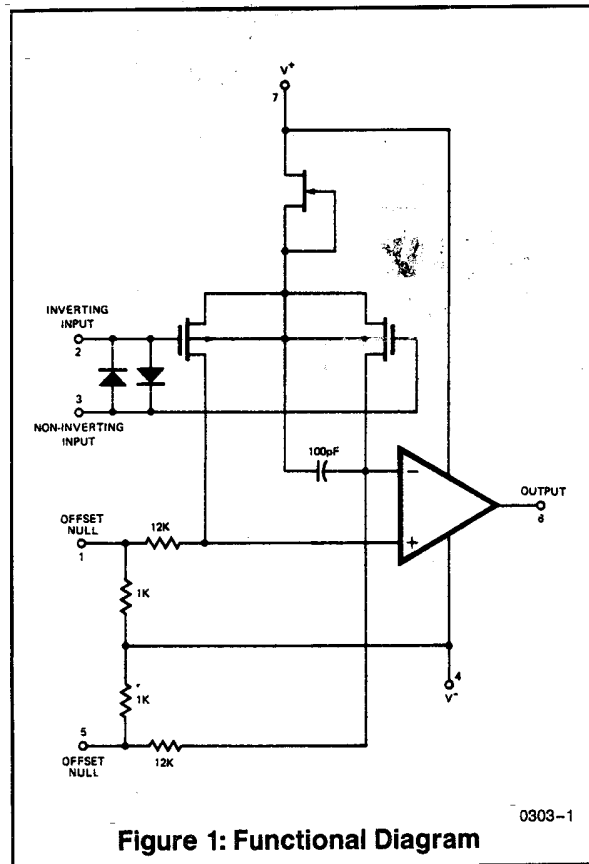 V+
7
INVERTING
INPUT
2
3
NON-INVERTING
INPUT
100pF
OUTPUT
6
OFFSET
NULL
1
12K
1K
4
V-
1K
5
OFFSET
NULL
12K
0303-1
Figure 1: Functional Diagram